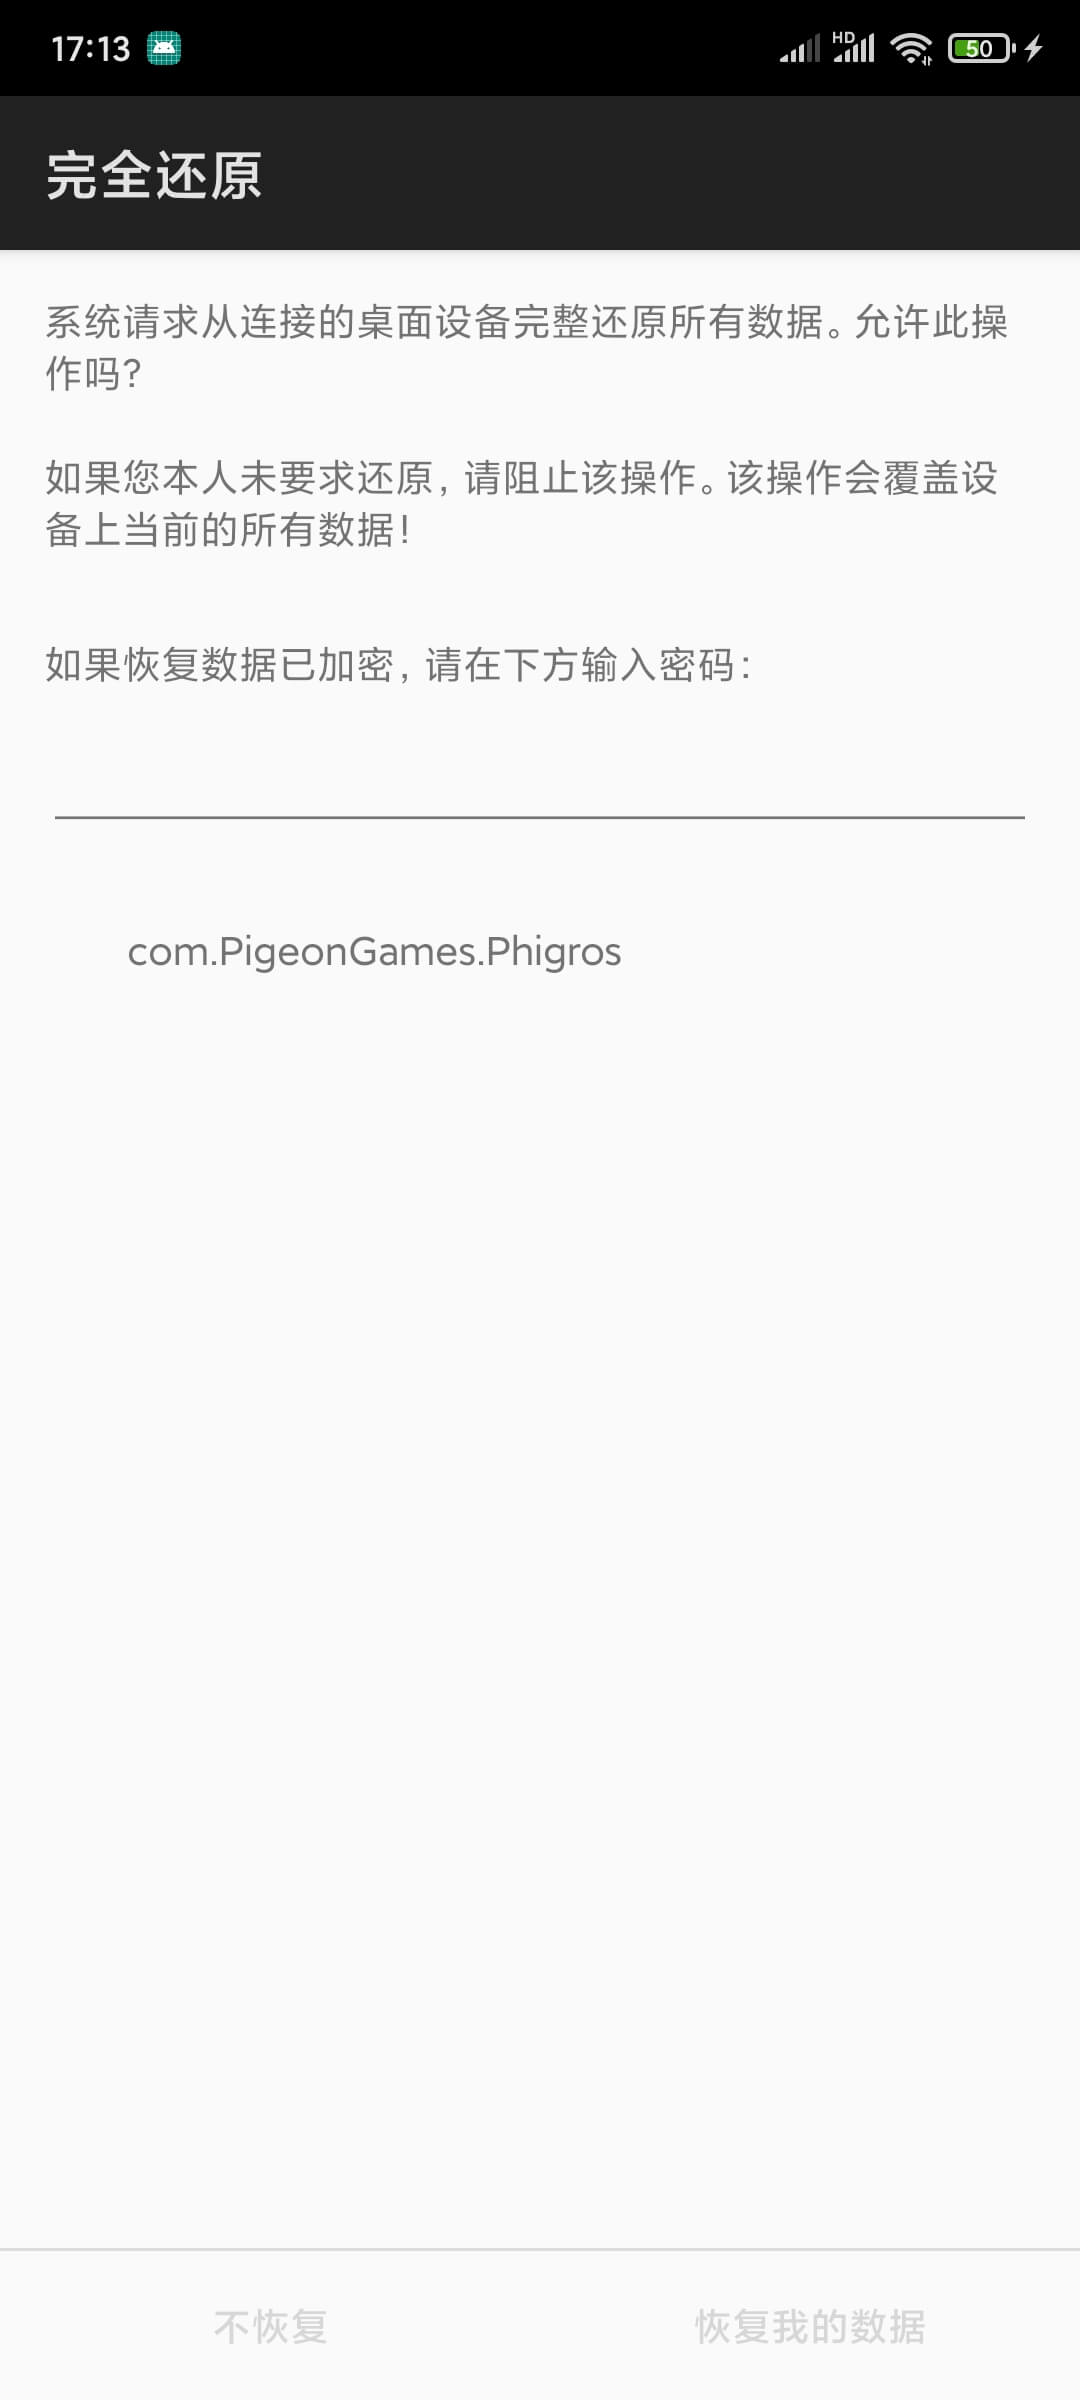 17:13
HD
50
完全还原
系统请求从连接的桌面设备完整还原所有数据。允许此操
作吗？
如果您本人未要求还原，请阻止该操作。该操作会覆盖设
备上当前的所有数据！
如果恢复数据已加密，请在下方输入密码：
com.PigeonGames.Phigros
不恢复
恢复我的数据